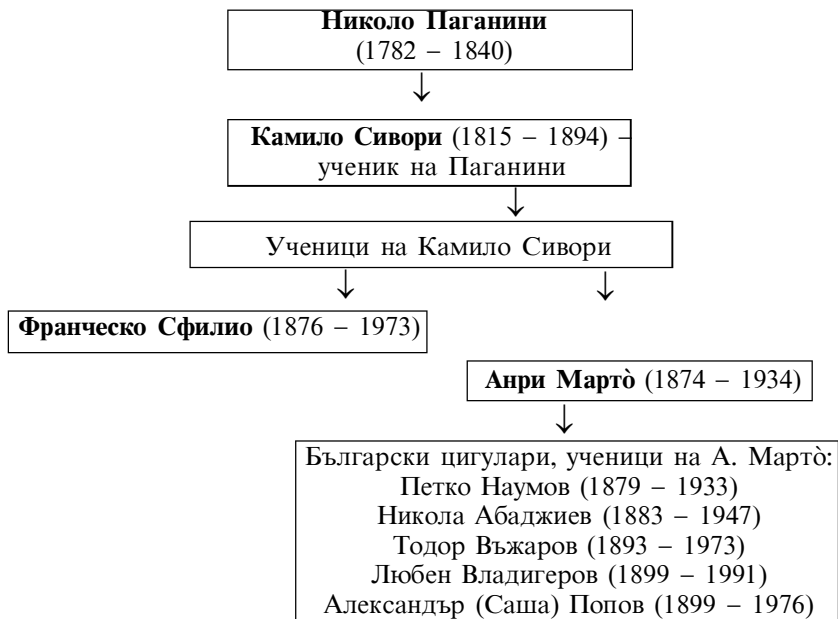 Николо Паганини
(1782 – 1840)
Камило Сивори (1815 – 1894) –
ученик на Паганини
Ученици на Камило Сивори
Франческо Сфилио (1876 – 1973)
Анри Марто̀ (1874 – 1934)
Български цигулари, ученици на А. Марто̀:
Петко Наумов (1879 – 1933)
Никола Абаджиев (1883 – 1947)
Тодор Въжаров (1893 – 1973)
Любен Владигеров (1899 – 1991)
Александър (Саша) Попов (1899 – 1976)